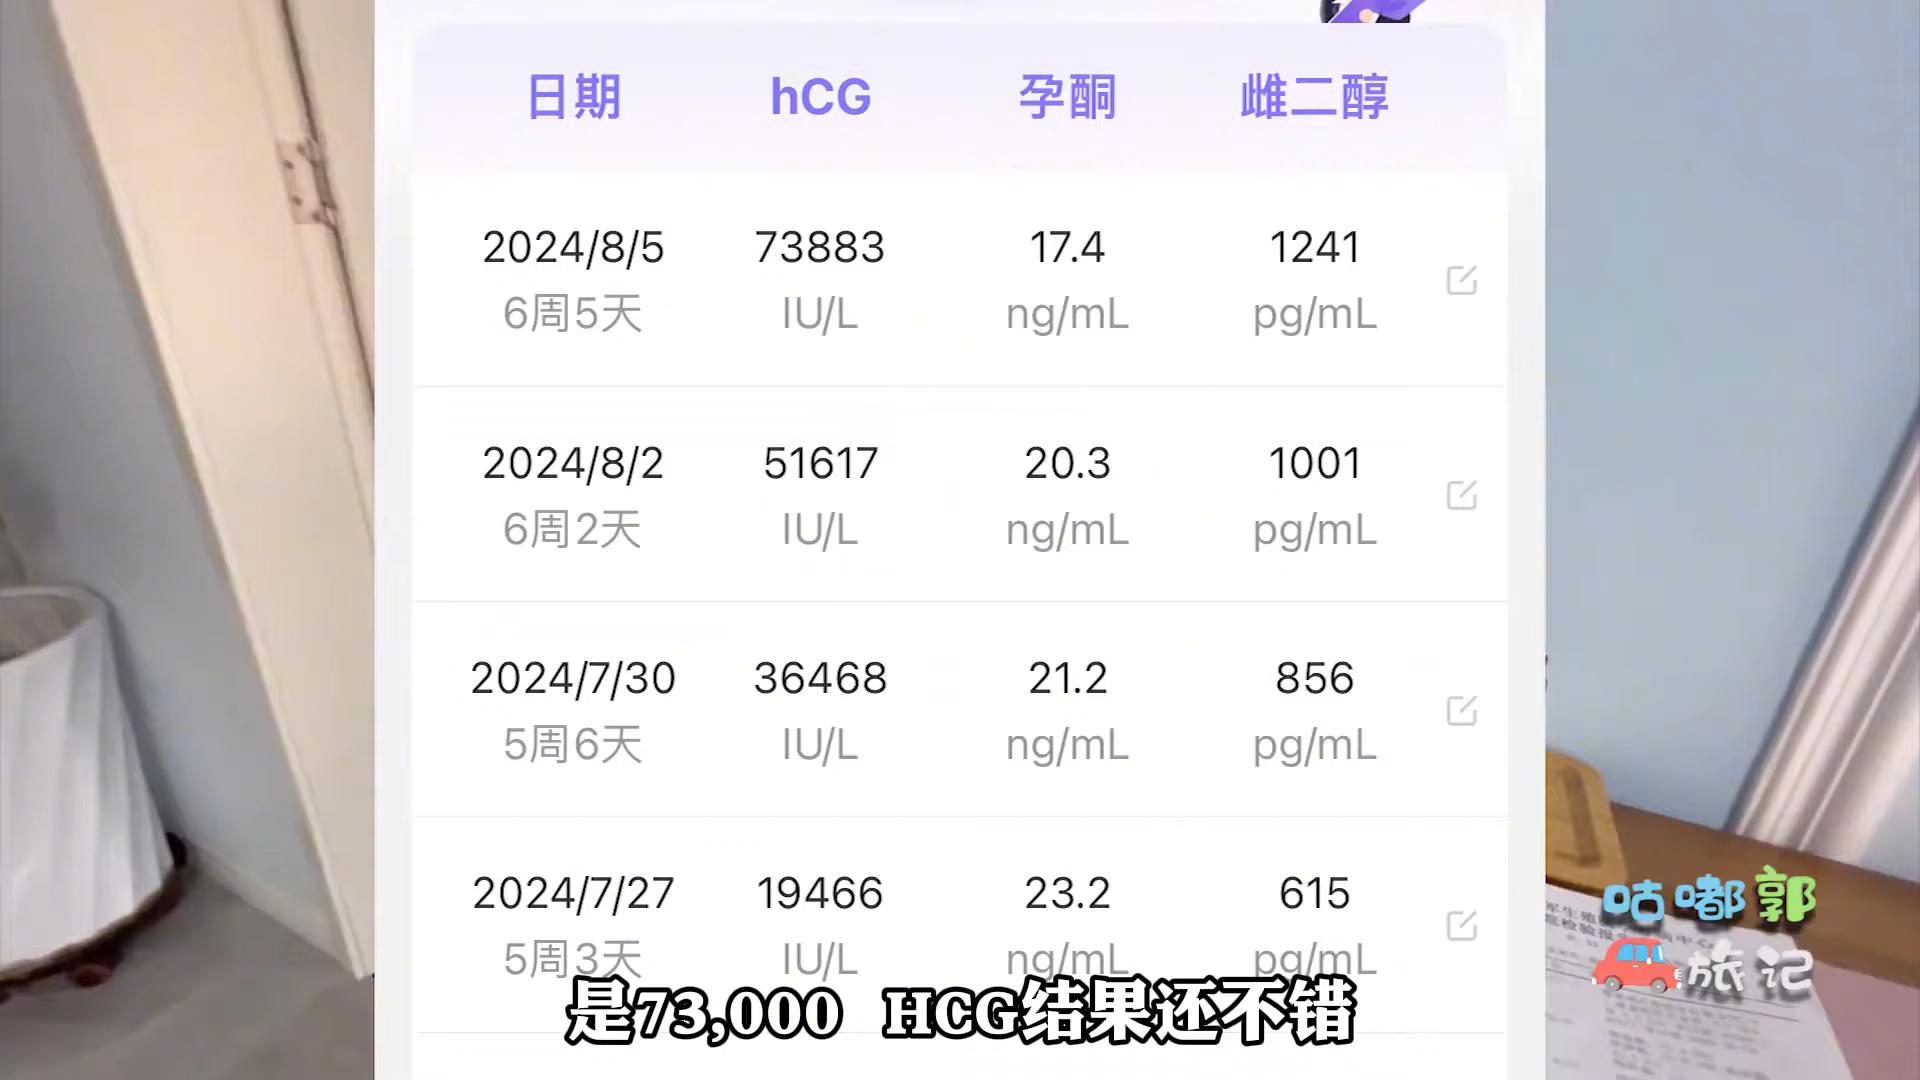 日期 hCG 孕酮 雌二醇
2024/8/5 73883 17.4 1241
6周5天 IU/L ng/mL pg/mL
2024/8/2 51617 20.3 1001
6周2天 IU/L ng/mL pg/mL
2024/7/30 36468 21.2 856
5周6天 IU/L ng/mL pg/mL
2024/7/27 19466 23.2 615
5周3天 IU/L ng/mL pg/mL
是73,000 HCG结果还不错
咕嘟郭
旅记